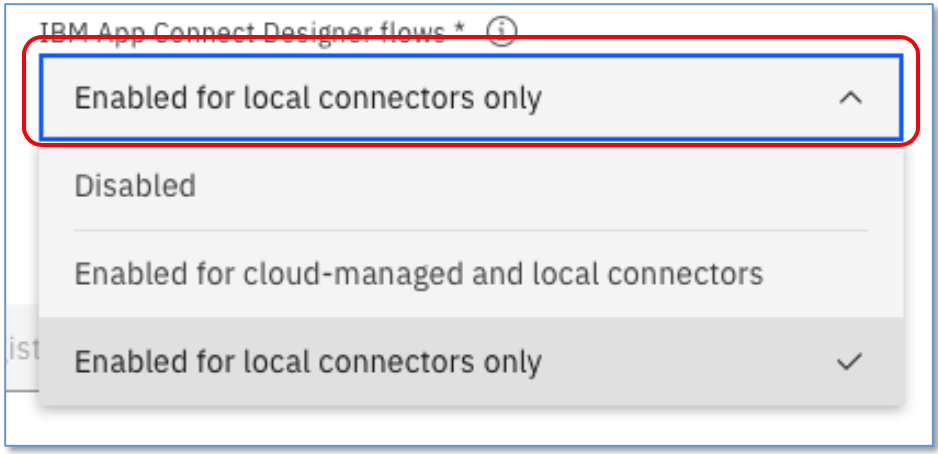 IBM App Connect Designer flows *
Enabled for local connectors only
Disabled
Enabled for cloud-managed and local connectors
ist
Enabled for local connectors only